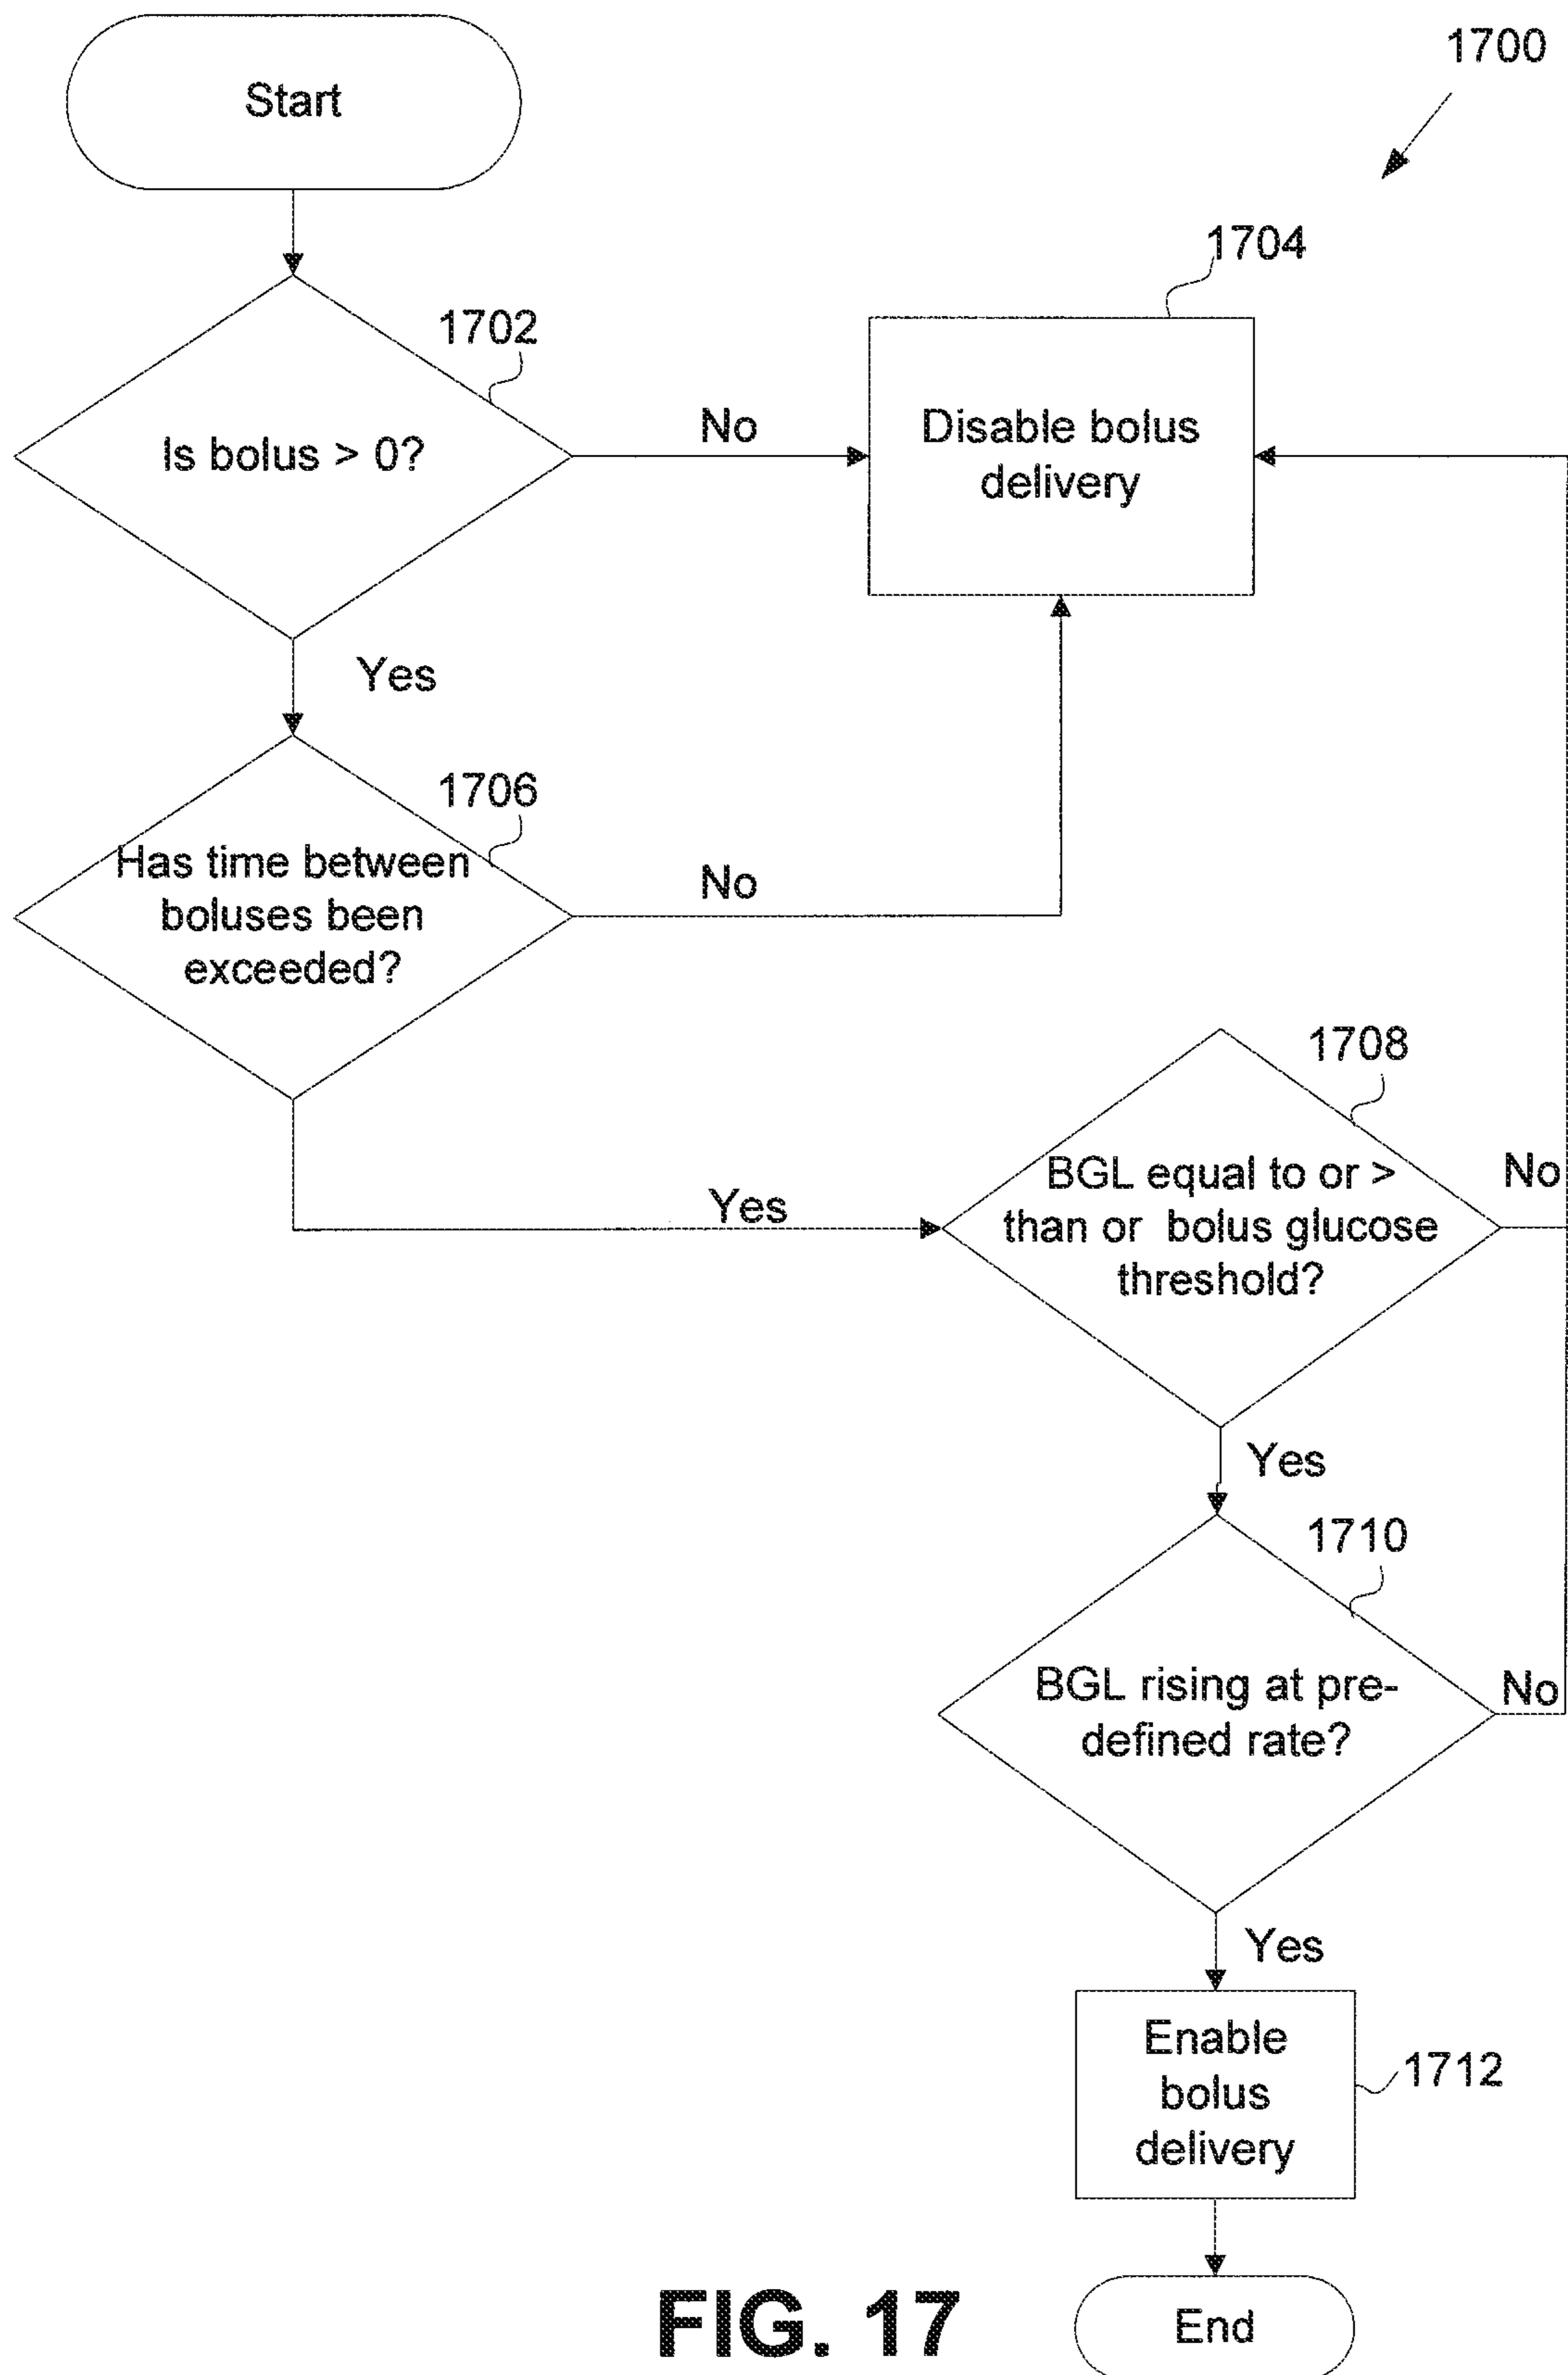 1700
Start
1704
1702
Is bolus > 0?
No
Disable bolus
delivery
Yes
1706
Has time between
boluses been
exceeded?
No
1708
BGL equal to or >
than or bolus glucose
threshold?
No
Yes
Yes
1710
BGL rising at pre-
defined rate?
No
Yes
Enable
bolus
delivery
1712
End
FIG. 17